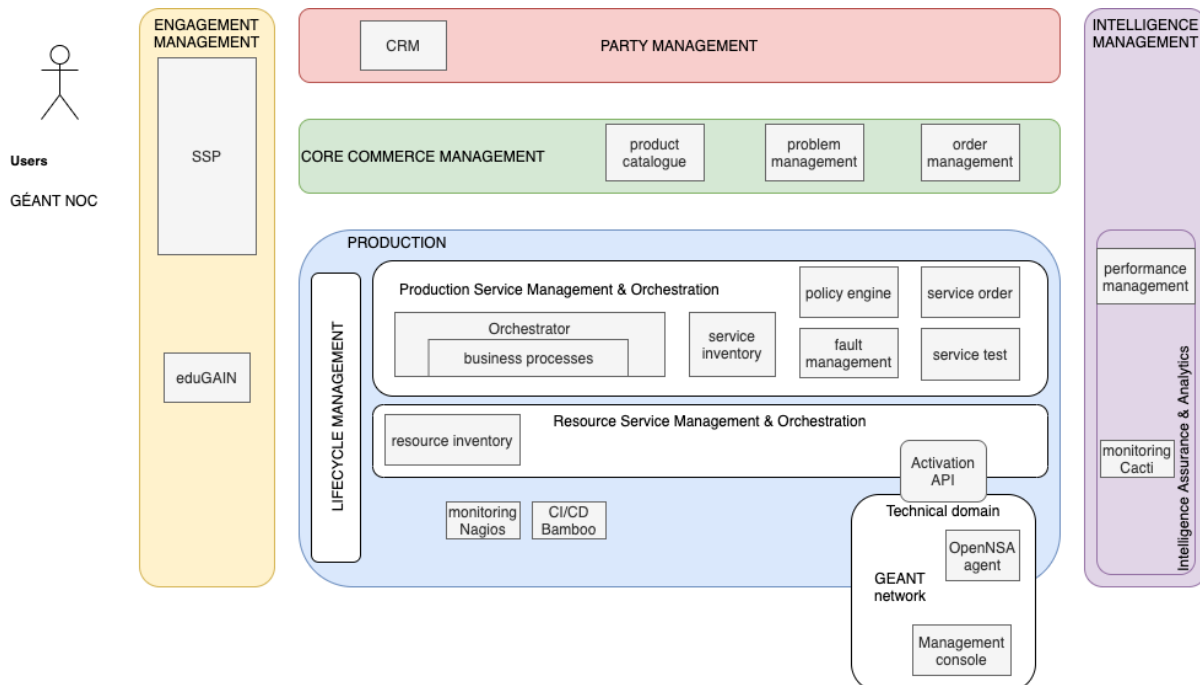 Users
GÉANT NOC
ENGAGEMENT
MANAGEMENT
SSP
eduGAIN
CRM
PARTY MANAGEMENT
CORE COMMERCE MANAGEMENT
product
catalogue
problem
management
order
management
PRODUCTION
LIFECYCLE MANAGEMENT
Production Service Management & Orchestration
Orchestrator
business processes
service
inventory
policy engine
service order
fault
management
service test
Resource Service Management & Orchestration
resource inventory
Activation
API
monitoring
Nagios
CI/CD
Bamboo
Technical domain
OpenNSA
agent
GEANT
network
Management
console
INTELLIGENCE
MANAGEMENT
performance
management
monitoring
Cacti
Intelligence Assurance & Analytics